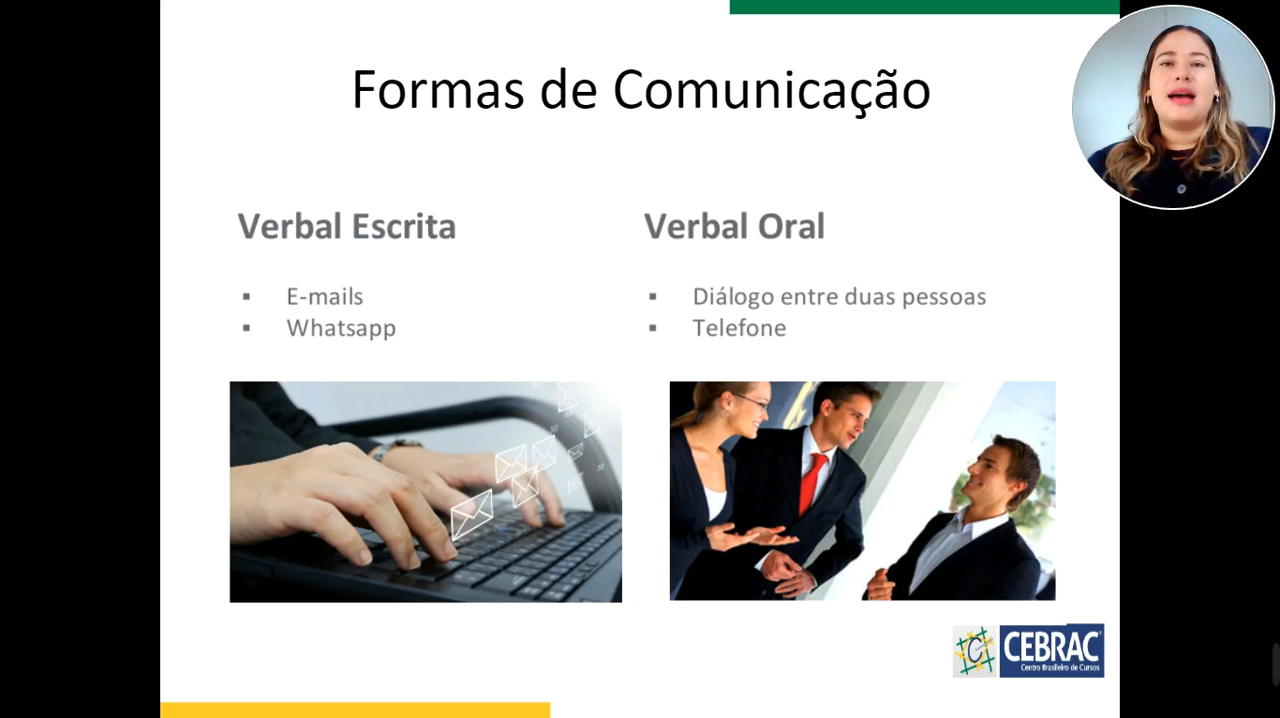 Formas de Comunicação
Verbal Escrita
▪ E-mails
▪ Whatsapp
Verbal Oral
▪ Diálogo entre duas pessoas
▪ Telefone
CEBRAC
Centro Brasileiro de Cursos